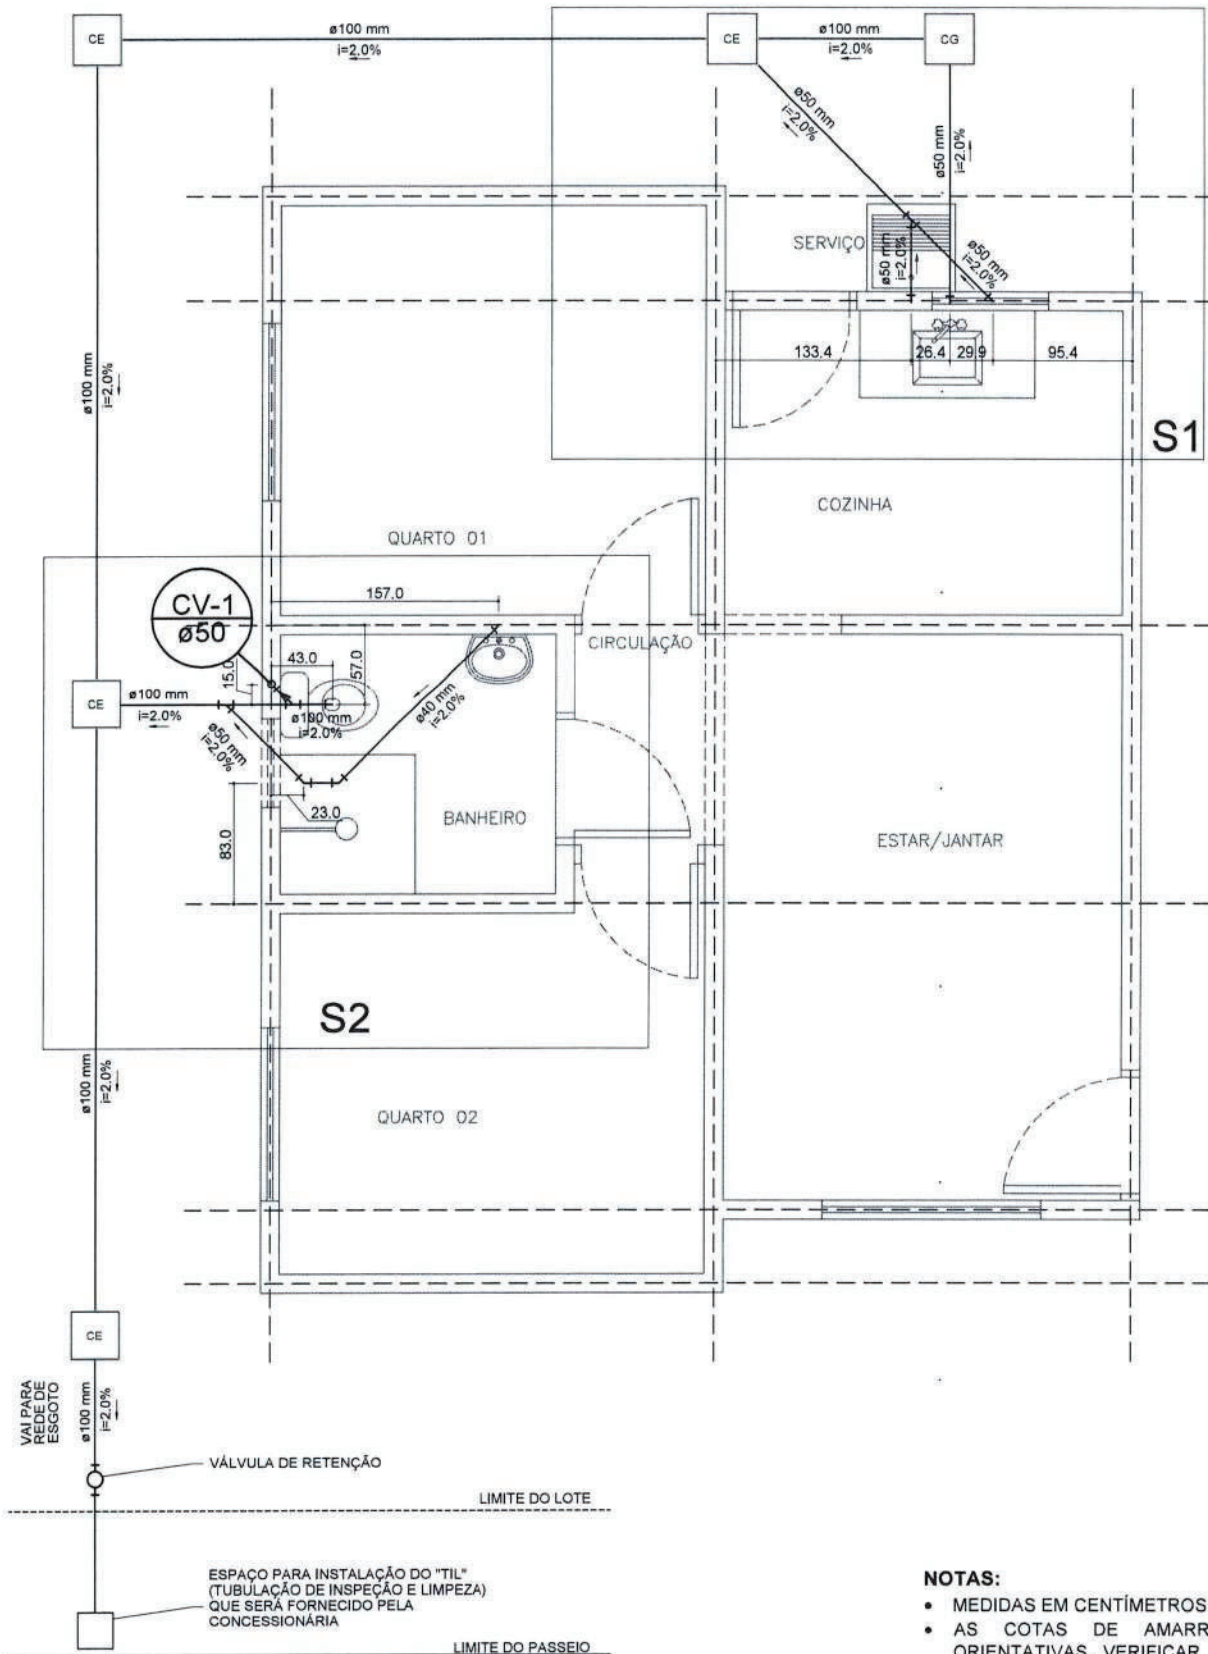 CE
ø100 mm
i=2.0%
CE
ø100 mm
i=2.0%
CG
ø50 mm
i=2.0%
ø50 mm
i=2.0%
SERVIÇO
ø50 mm
i=2.0%
ø50 mm
i=2.0%
133.4
26.4
29.9
95.4
ø100 mm
i=2.0%
S1
COZINHA
QUARTO 01
CV-1
ø50
157.0
CIRCULAÇÃO
43.0
57.0
15.0
CE
ø100 mm
i=2.0%
ø100 mm
i=2.0%
ø40 mm
i=2.0%
ø50 mm
i=2.0%
23.0
83.0
BANHEIRO
ESTAR/JANTAR
S2
ø100 mm
i=2.0%
QUARTO 02
CE
VAI PARA
REDE DE
ESGOTO
ø100 mm
i=2.0%
VÁLVULA DE RETENÇÃO
LIMITE DO LOTE
ESPAÇO PARA INSTALAÇÃO DO "TIL"
(TUBULAÇÃO DE INSPEÇÃO E LIMPEZA)
QUE SERÁ FORNECIDO PELA
CONCESSIONÁRIA
LIMITE DO PASSEIO
NOTAS:
• MEDIDAS EM CENTÍMETROS
• AS COTAS DE AMARR
ORIENTATIVAS VERIFICAR